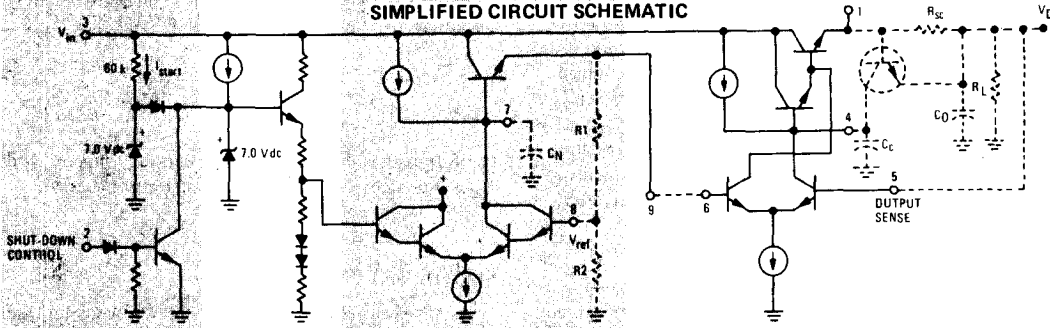 SIMPLIFIED CIRCUIT SCHEMATIC
Vin 3
60 k
Istart
7.0 Vdc
7.0 Vdc
SHUT-DOWN
CONTROL
2
7
CN
R1
8
Vref
R2
9
6
1
RSC
4
CC
CO
RL
5
OUTPUT
SENSE